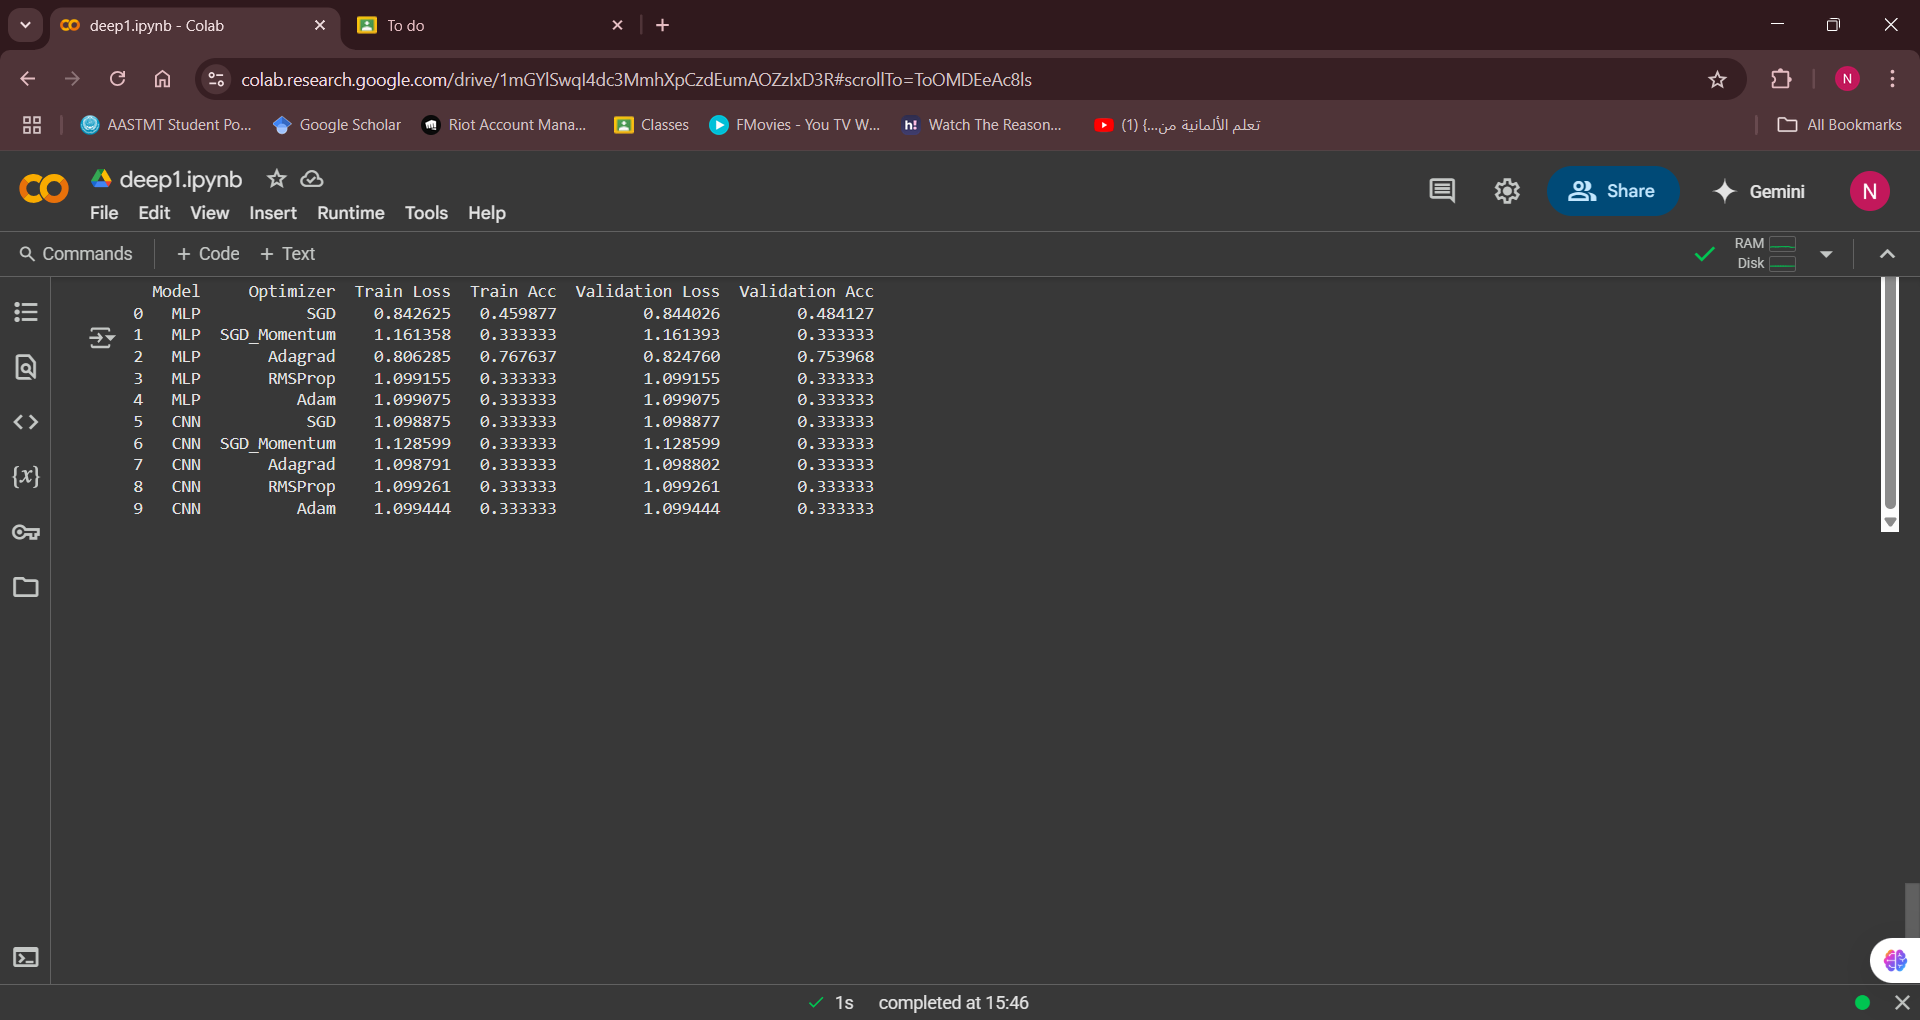 deep1.ipynb - Colab
To do
colab.research.google.com/drive/1mGYlSwqI4dc3MmhXpCzdEumAOZzIxD3R#scrollTo=ToOMDEeAc8ls
N
AASTMT Student Po...
Google Scholar
Riot Account Mana...
Classes
FMovies - You TV W...
h! Watch The Reason...
(1) {...تعلم الألمانية من
All Bookmarks
deep1.ipynb
Share
Gemini
N
File Edit View Insert Runtime Tools Help
Commands + Code + Text
RAM
Disk
Model Optimizer Train Loss Train Acc Validation Loss Validation Acc
0 MLP SGD 0.842625 0.459877 0.844026 0.484127
1 MLP SGD_Momentum 1.161358 0.333333 1.161393 0.333333
2 MLP Adagrad 0.806285 0.767637 0.824760 0.753968
3 MLP RMSProp 1.099155 0.333333 1.099155 0.333333
4 MLP Adam 1.099075 0.333333 1.099075 0.333333
5 CNN SGD 1.098875 0.333333 1.098877 0.333333
6 CNN SGD_Momentum 1.128599 0.333333 1.128599 0.333333
7 CNN Adagrad 1.098791 0.333333 1.098802 0.333333
8 CNN RMSProp 1.099261 0.333333 1.099261 0.333333
9 CNN Adam 1.099444 0.333333 1.099444 0.333333
{x}
1s completed at 15:46